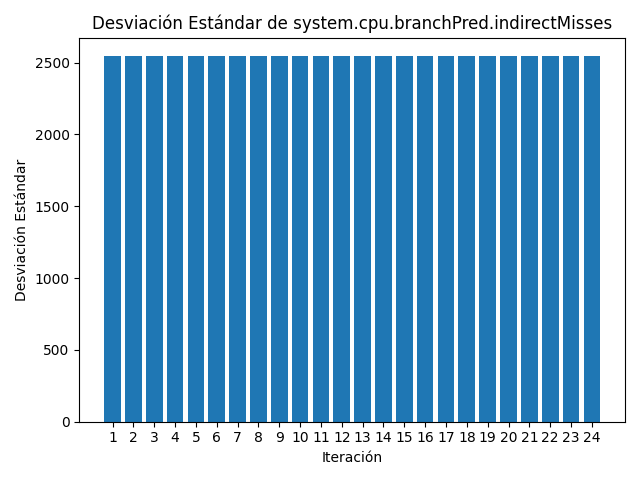 Desviación Estándar de system.cpu.branchPred.indirectMisses
2500
2000
1500
1000
500
0
Desviación Estándar
1 2 3 4 5 6 7 8 9 10 11 12 13 14 15 16 17 18 19 20 21 22 23 24
Iteración